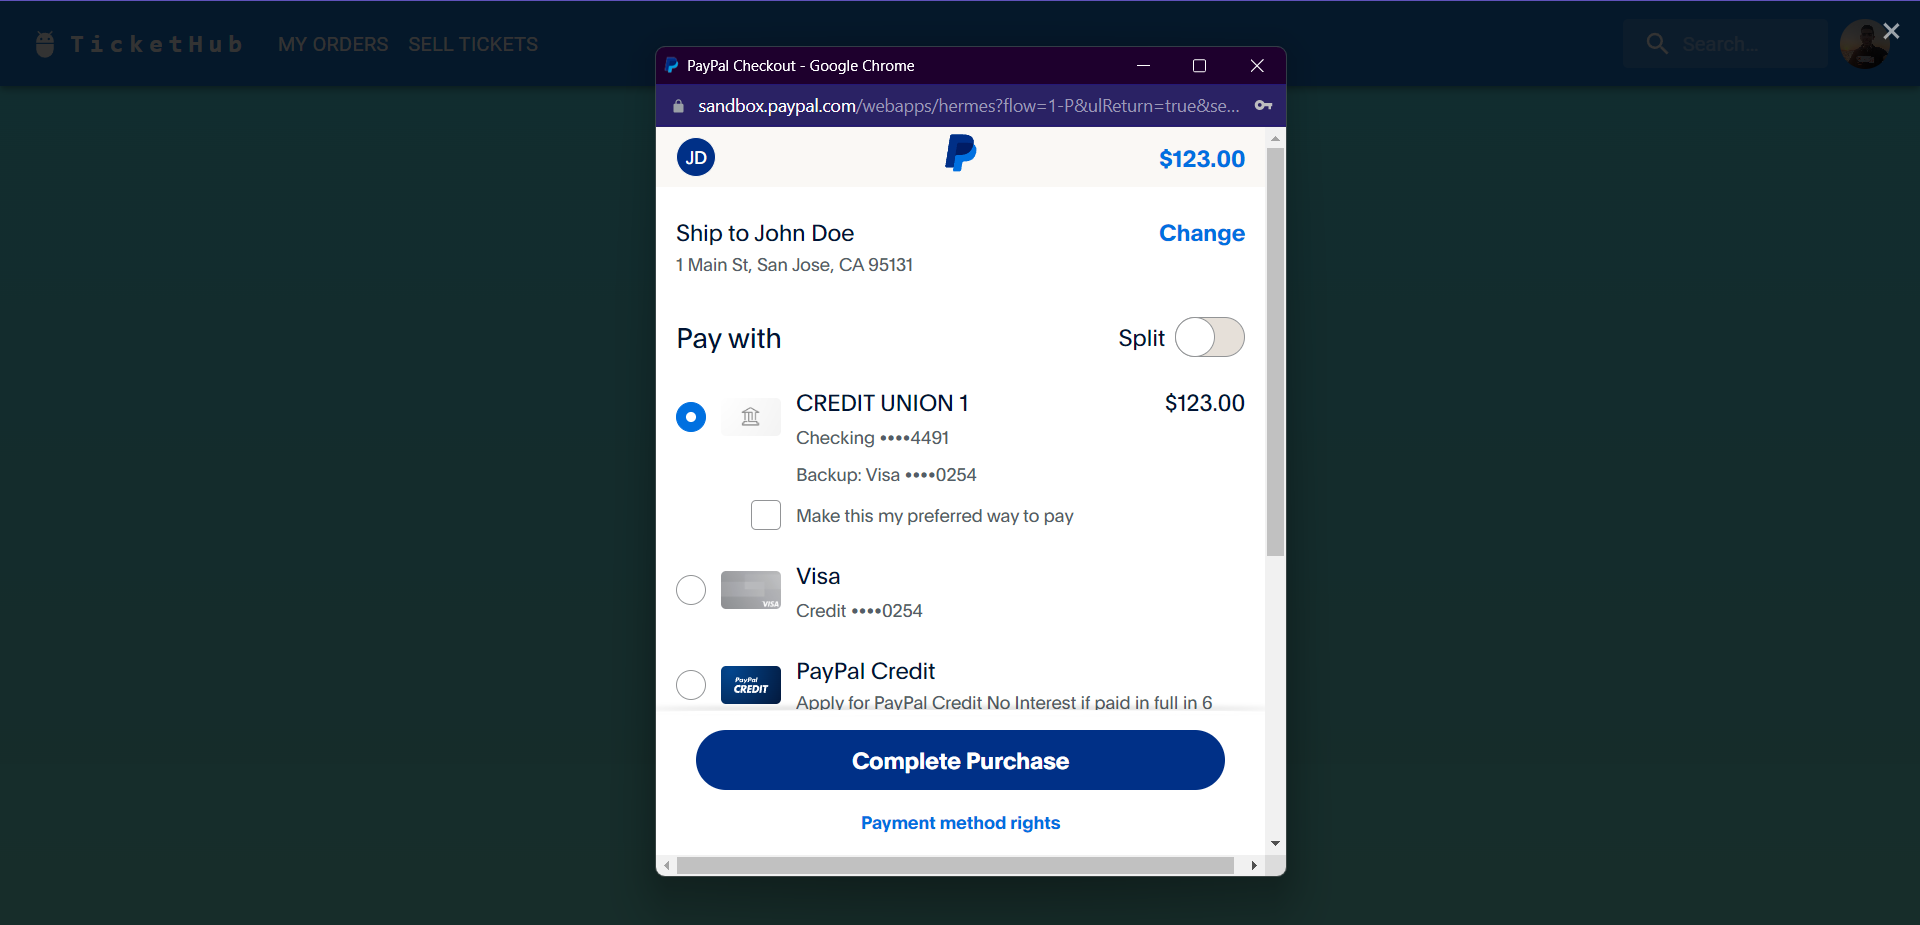 TicketHub MY ORDERS SELL TICKETS
Search...
PayPal Checkout - Google Chrome
sandbox.paypal.com/webapps/hermes?flow=1-P&ulReturn=true&se...
JD
$123.00
Ship to John Doe
Change
1 Main St, San Jose, CA 95131
Pay with
Split
CREDIT UNION 1
$123.00
Checking ••••4491
Backup: Visa ••••0254
Make this my preferred way to pay
VISA
Visa
Credit ••••0254
PayPal
CREDIT
PayPal Credit
Apply for PayPal Credit No Interest if paid in full in 6
Complete Purchase
Payment method rights